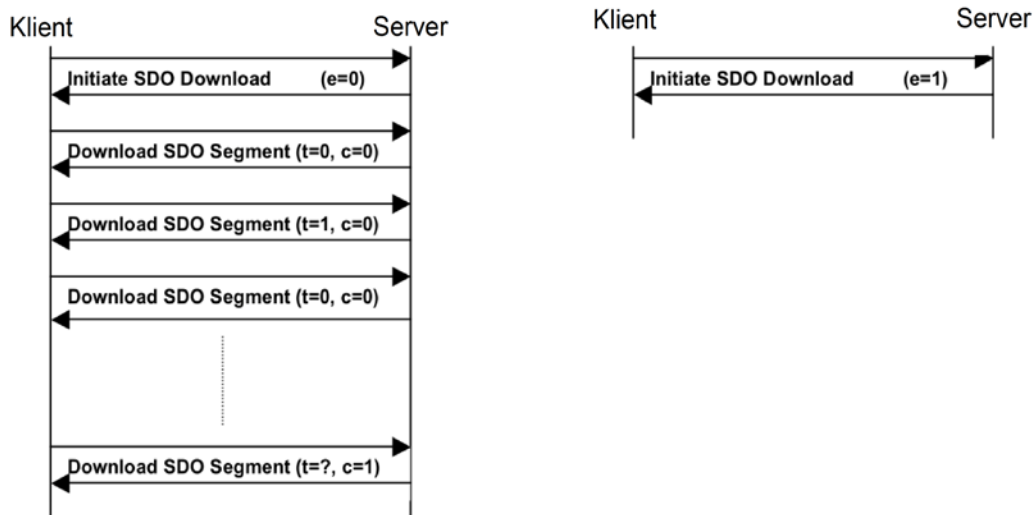 Klient Server
Initiate SDO Download (e=0)
Download SDO Segment (t=0, c=0)
Download SDO Segment (t=1, c=0)
Download SDO Segment (t=0, c=0)
Download SDO Segment (t=?, c=1)
Klient Server
Initiate SDO Download (e=1)